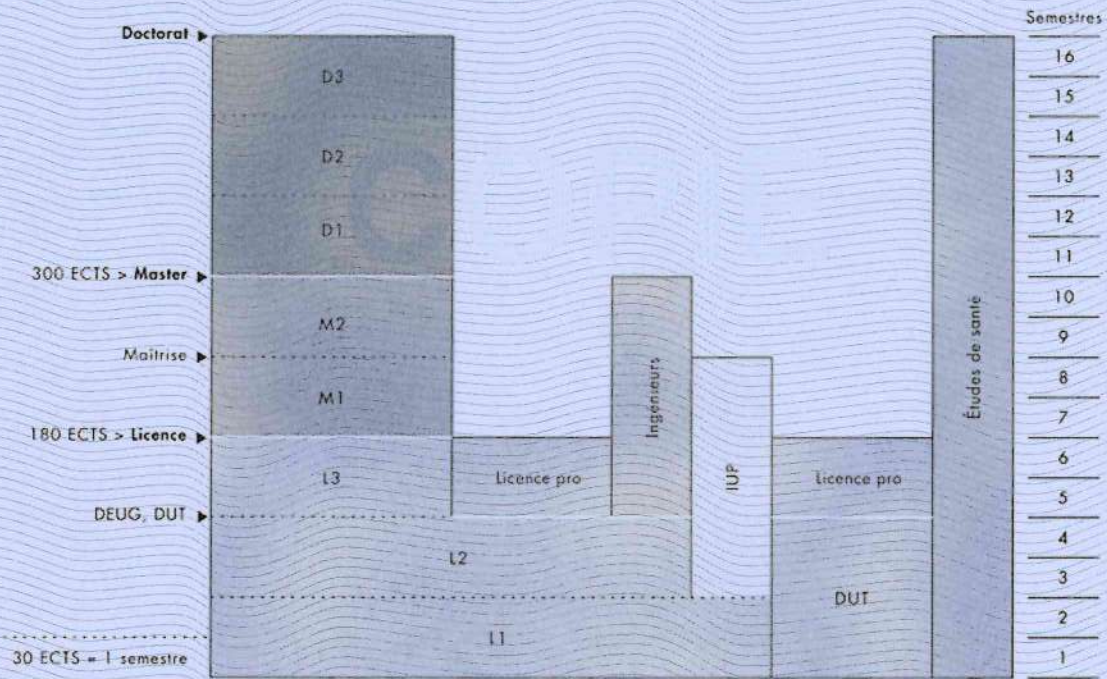 Semestres
Doctorat
D3
16
15
D2
14
13
D1
12
11
300 ECTS > Master
M2
10
9
Maîtrise
M1
8
7
180 ECTS > Licence
L3
Licence pro
Ingénieurs
IUP
Licence pro
Études de santé
6
5
DEUG, DUT
L2
4
3
DUT
L1
2
30 ECTS = 1 semestre
1
COPIE